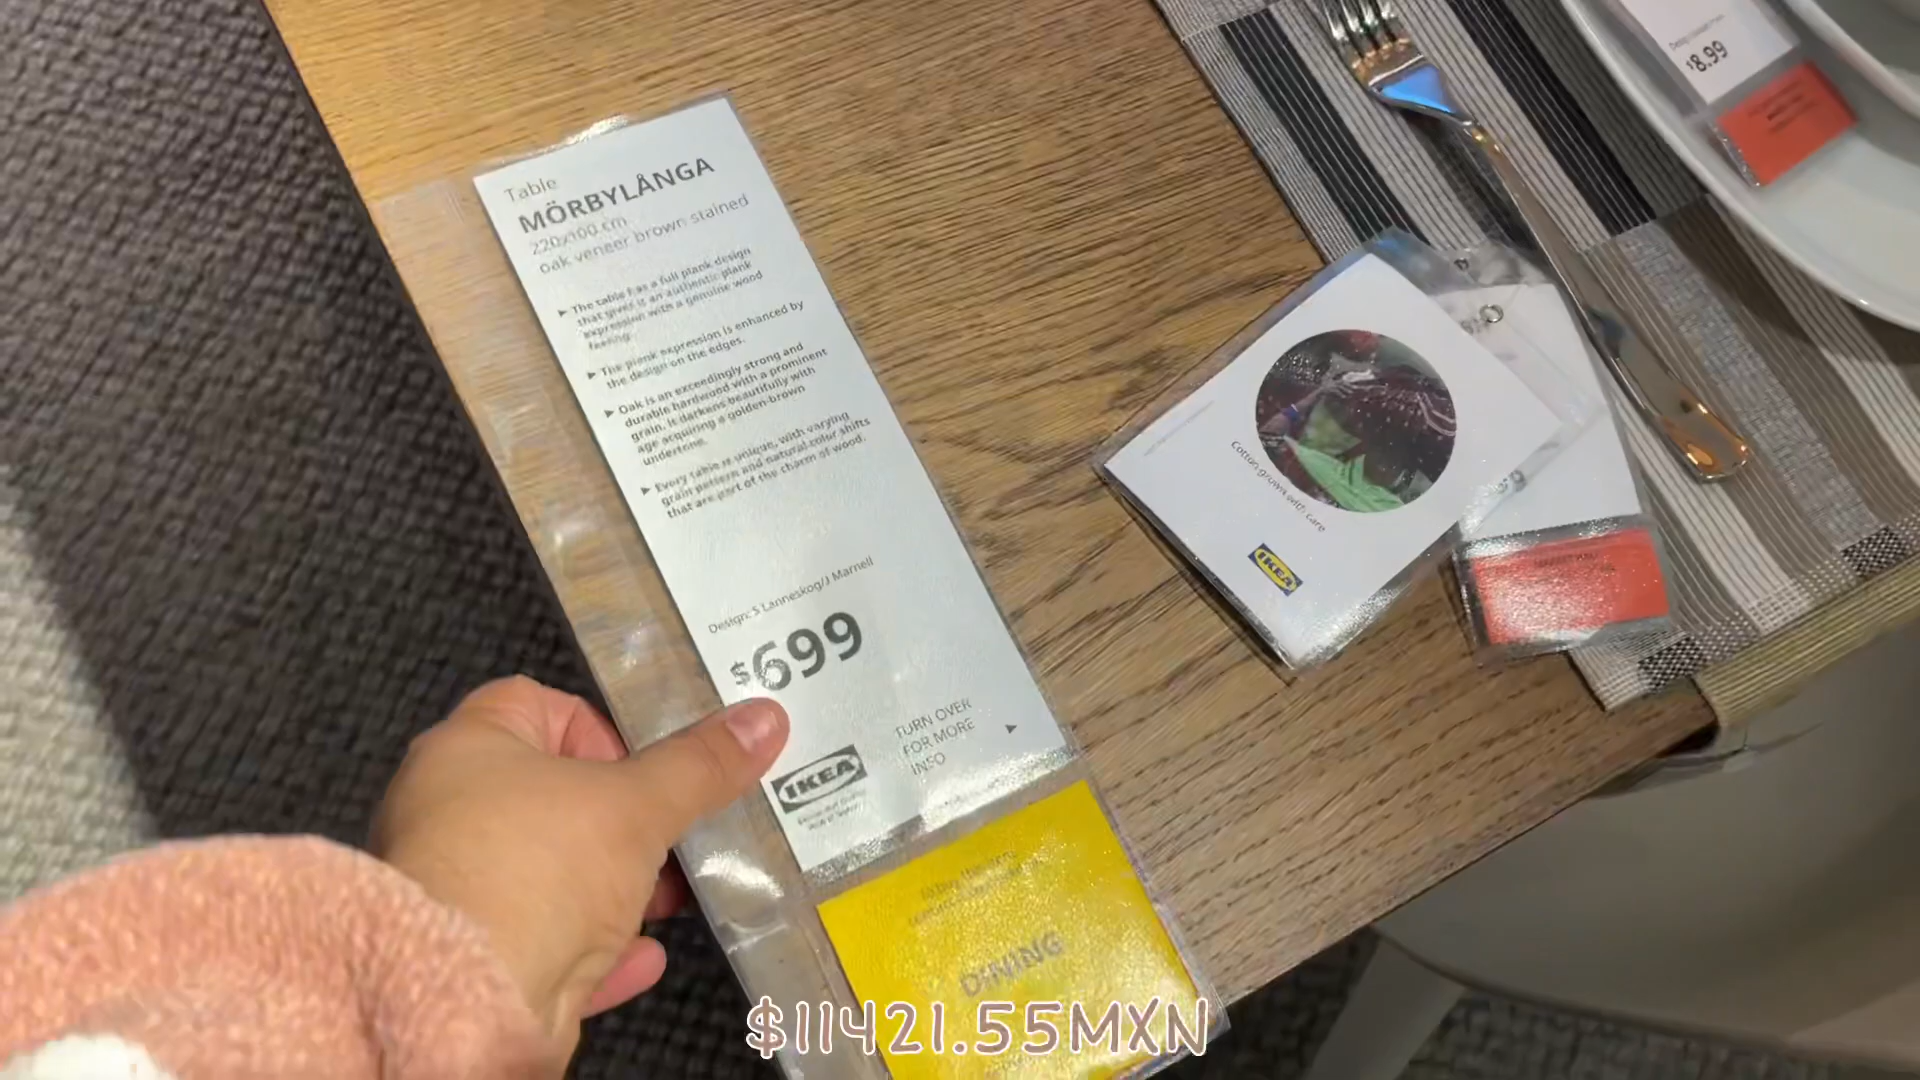 Table
MÖRBYLÅNGA
220x100 cm
oak veneer brown stained
▶ The table has a full plank design
that gives it an authentic plank
expression with a genuine wood
feeling.
▶ The plank expression is enhanced by
the design on the edges.
▶ Oak is an exceedingly strong and
durable hardwood with a prominent
grain. It darkens beautifully with
age acquiring a golden-brown
undertone.
▶ Every table is unique, with varying
grain pattern and natural color shifts
that are part of the charm of wood.
Design: S Lanneskog/J Marnell
$699
TURN OVER
FOR MORE
INFO
IKEA
DINING
Cotton grown with care
IKEA
$8.99
$11421.55MXN